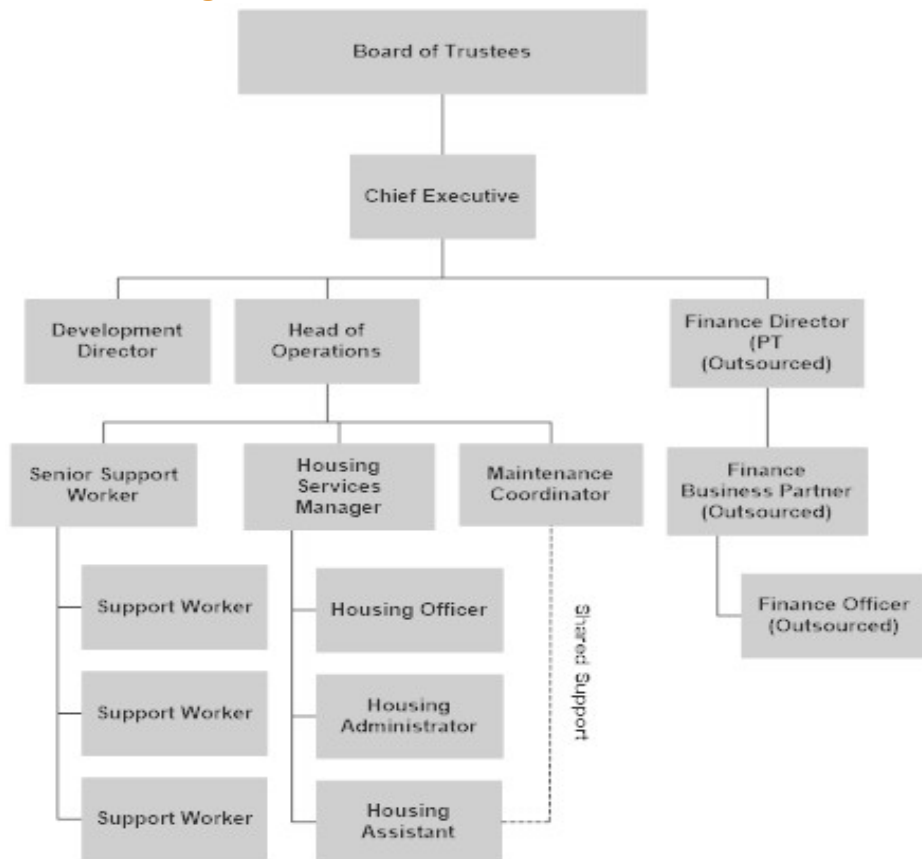 Board of Trustees
Chief Executive
Development
Director
Head of
Operations
Finance Director
(PT
(Outsourced)
Senior Support
Worker
Housing
Services
Manager
Maintenance
Coordinator
Finance
Business Partner
(Outsourced)
Support Worker
Housing Officer
Shared Support
Finance Officer
(Outsourced)
Support Worker
Housing
Administrator
Support Worker
Housing
Assistant